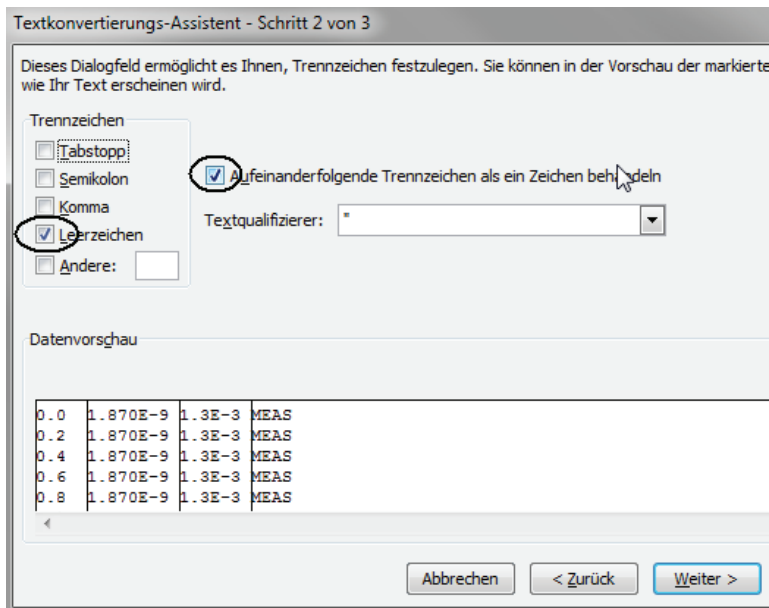 Textkonvertierungs-Assistent - Schritt 2 von 3
Dieses Dialogfeld ermöglicht es Ihnen, Trennzeichen festzulegen. Sie können in der Vorschau der markierte
wie Ihr Text erscheinen wird.
Trennzeichen
Tabstopp
Semikolon
Komma
Leerzeichen
Andere:
Aufeinanderfolgende Trennzeichen als ein Zeichen behandeln
Textqualifizierer: "
Datenvorschau
0.0 1.870E-9 1.3E-3 MEAS
0.2 1.870E-9 1.3E-3 MEAS
0.4 1.870E-9 1.3E-3 MEAS
0.6 1.870E-9 1.3E-3 MEAS
0.8 1.870E-9 1.3E-3 MEAS
Abbrechen < Zurück Weiter >